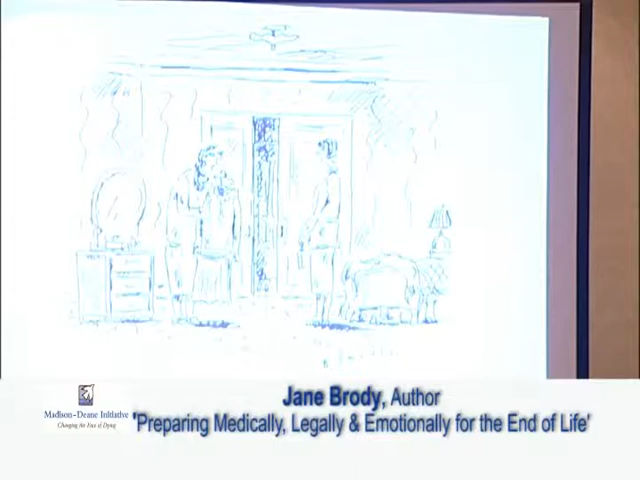 Jane Brody, Author
Madison-Deane Initiative
Changing the Face of Dying
'Preparing Medically, Legally & Emotionally for the End of Life'